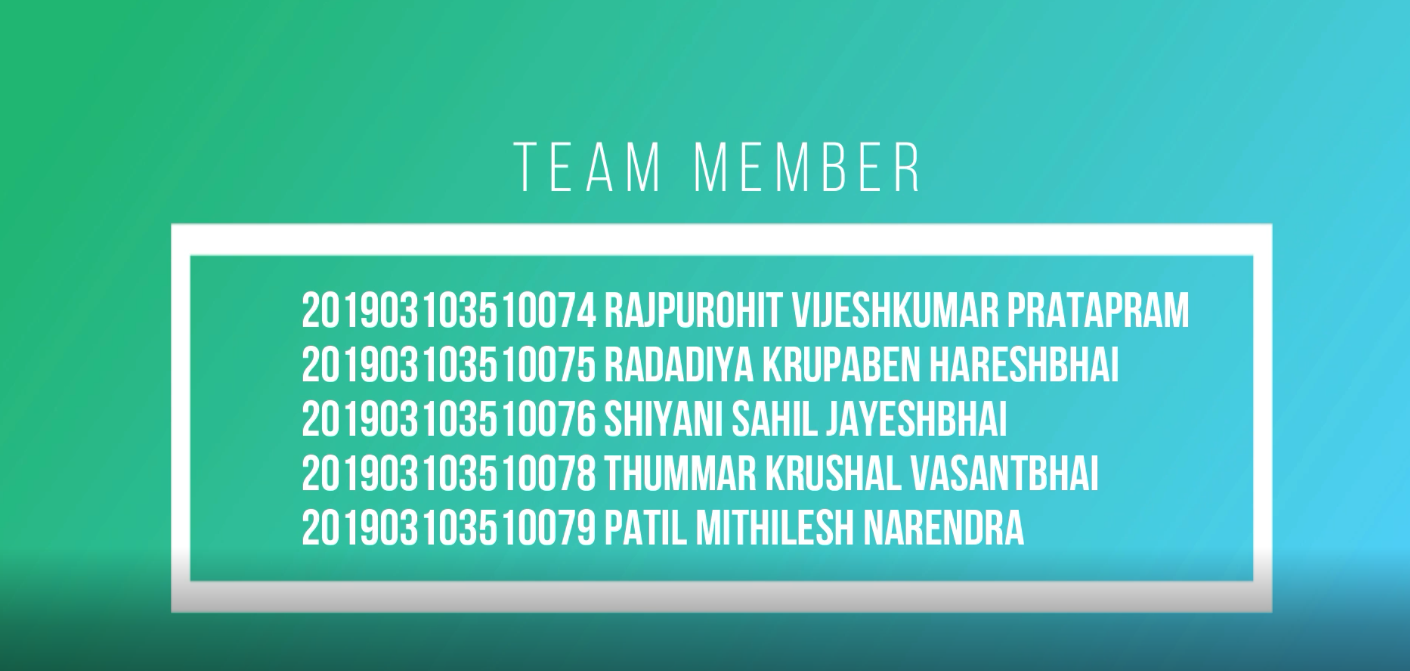 TEAM MEMBER
201903103510074 RAJPUROHIT VIJESHKUMAR PRATAPRAM
201903103510075 RADADIYA KRUPABEN HARESHBHAI
201903103510076 SHIYANI SAHIL JAYESHBHAI
201903103510078 THUMMAR KRUSHAL VASANTBHAI
201903103510079 PATIL MITHILESH NARENDRA